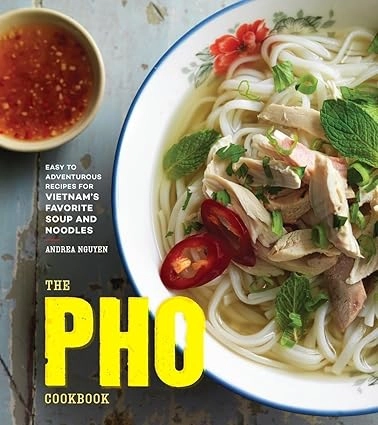 EASY TO
ADVENTUROUS
RECIPES FOR
VIETNAM'S
FAVORITE
SOUP AND
NOODLES
ANDREA NGUYEN
THE
PHO
COOKBOOK